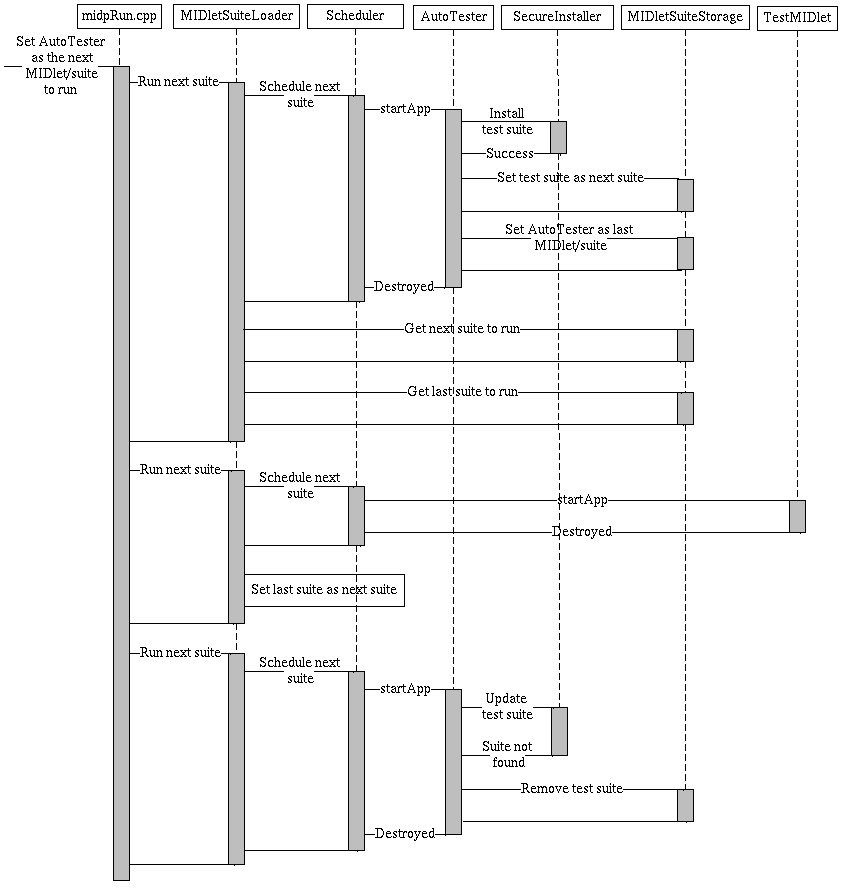 midpRun.cpp
MIDletSuiteLoader
Scheduler
AutoTester
SecureInstaller
MIDletSuiteStorage
TestMIDlet
Set AutoTester
as the next
MIDlet/suite
to run
Run next suite
Schedule next
suite
startApp
Install
test suite
Success
Set test suite as next suite
Set AutoTester as last
MIDlet/suite
Destroyed
Get next suite to run
Get last suite to run
Run next suite
Schedule next
suite
startApp
Destroyed
Set last suite as next suite
Run next suite
Schedule next
suite
startApp
Update
test suite
Suite not
found
Remove test suite
Destroyed